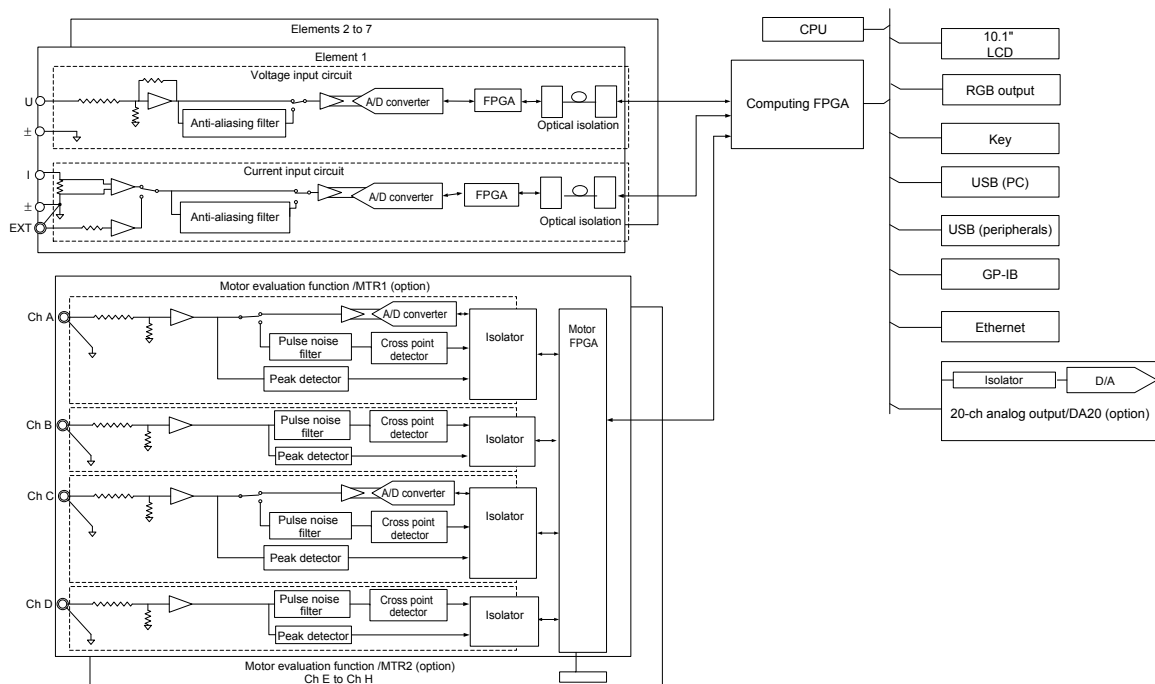 Elements 2 to 7
Element 1
Voltage input circuit
U
A/D converter
FPGA
Anti-aliasing filter
Optical isolation
±
Current input circuit
I
A/D converter
FPGA
Anti-aliasing filter
±
Optical isolation
EXT
Computing FPGA
CPU
10.1"
LCD
RGB output
Key
USB (PC)
USB (peripherals)
GP-IB
Ethernet
Isolator
D/A
20-ch analog output/DA20 (option)
Motor evaluation function /MTR1 (option)
Ch A
A/D converter
Pulse noise
filter
Cross point
detector
Peak detector
Isolator
Motor
FPGA
Ch B
Pulse noise
filter
Cross point
detector
Peak detector
Isolator
Ch C
A/D converter
Pulse noise
filter
Cross point
detector
Peak detector
Isolator
Ch D
Pulse noise
filter
Cross point
detector
Peak detector
Isolator
Motor evaluation function /MTR2 (option)
Ch E to Ch H